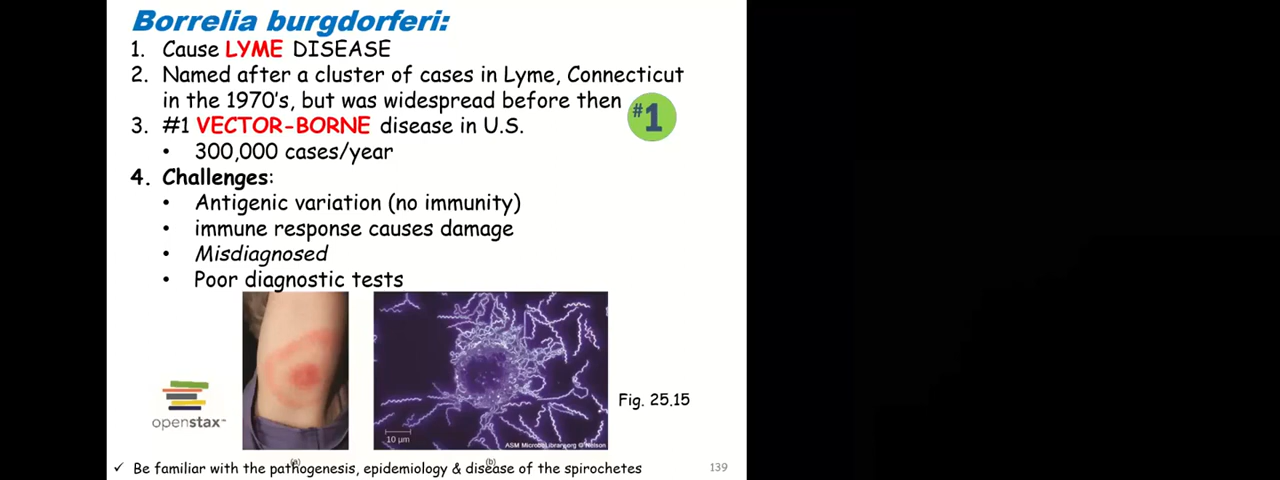 Borrelia burgdorferi:
1. Cause LYME DISEASE
2. Named after a cluster of cases in Lyme, Connecticut
in the 1970's, but was widespread before then
#1
3. #1 VECTOR-BORNE disease in U.S.
• 300,000 cases/year
4. Challenges:
• Antigenic variation (no immunity)
• immune response causes damage
• Misdiagnosed
• Poor diagnostic tests
openstax™
10 µm
ASM MicrobeLibrary.org © Nelson
Fig. 25.15
(a)
(b)
✓ Be familiar with the pathogenesis, epidemiology & disease of the spirochetes
139